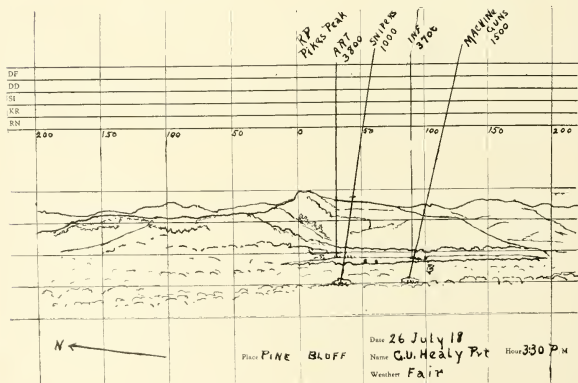 RP
Pikes Peak
ART
3800
SNIPERS
1000
INF
3700
MACHINE
GUNS
1500
DF
DD
SI
KR
RN
200 150 100 50 0 50 100 150 200
N
Place PINE BLUFF
Date 26 July 18
Name G.U. Healy Pvt Hour 3:30 P M
Weather Fair